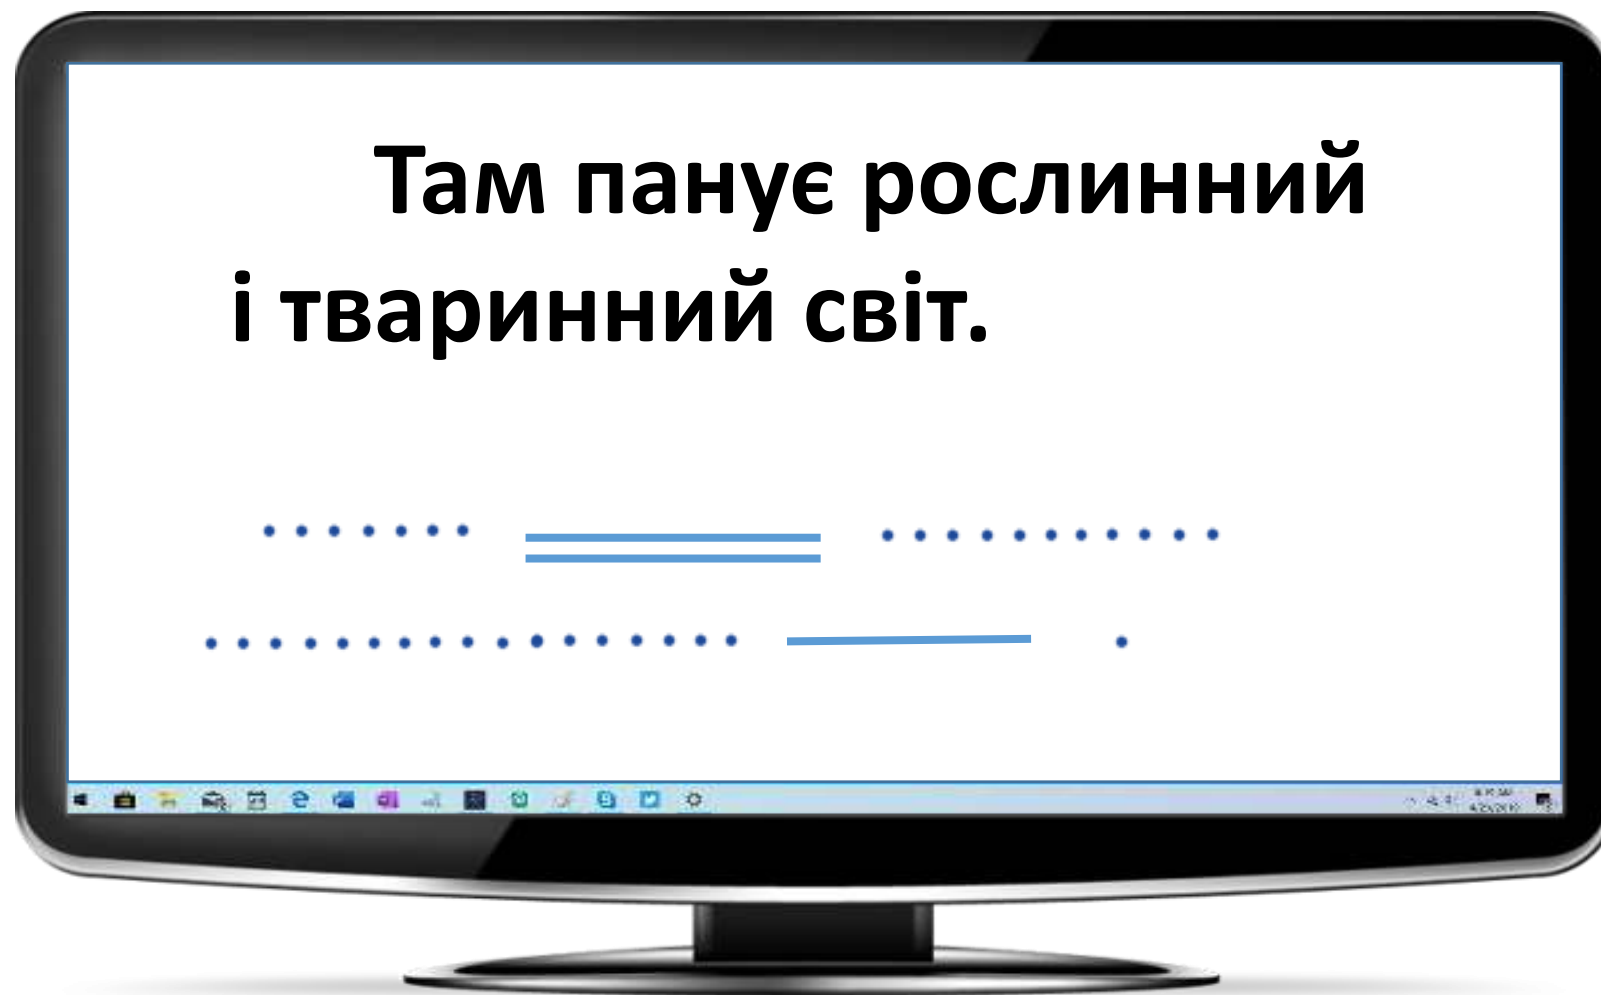 Там панує рослинний
і тваринний світ.